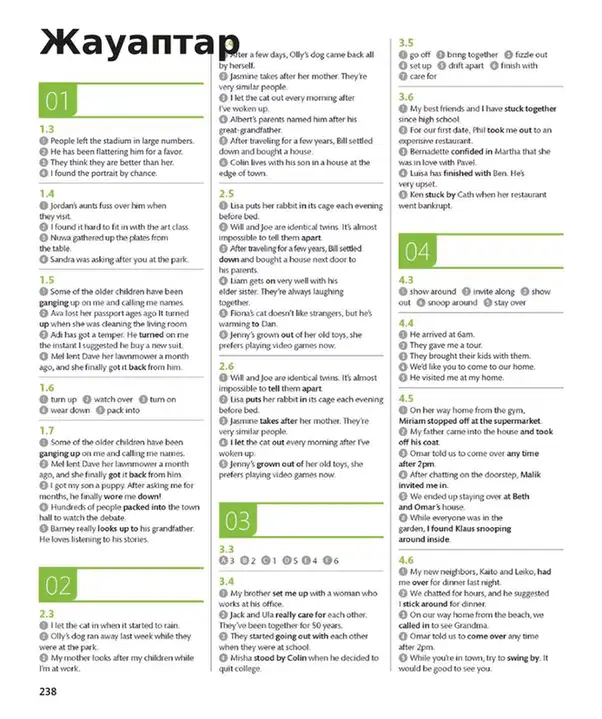 Жауаптар
01
1.3
1 People left the stadium in large numbers.
2 He has been flattering him for a favor.
3 They think they are better than her.
4 I found the portrait by chance.
1.4
1 Jordan's aunts fuss over him when
they visit.
2 I found it hard to fit in with the art class.
3 Nuwa gathered up the plates from
the table.
4 Sandra was asking after you at the park.
1.5
1 Some of the older children have been
ganging up on me and calling me names.
2 Ava lost her passport ages ago It turned
up when she was cleaning the living room
3 Adi has got a temper. He turned on me
the instant I suggested he buy a new suit.
4 Mel lent Dave her lawnmower a month
ago, and she finally got it back from him.
1.6
1 turn up 2 watch over 3 turn on
4 wear down 5 pack into
1.7
1 Some of the older children have been
ganging up on me and calling me names.
2 Mel lent Dave her lawnmower a month
ago, and she finally got it back from him.
3 I got my son a puppy. After asking me for
months, he finally wore me down!
4 Hundreds of people packed into the town
hall to watch the debate.
5 Barney really looks up to his grandfather.
He loves listening to his stories.
02
2.3
1 I let the cat in when it started to rain.
2 Olly's dog ran away last week while they
were at the park.
3 My mother looks after my children while
I'm at work.
2.4
1 After a few days, Olly's dog came back all
by herself.
2 Jasmine takes after her mother. They're
very similar people.
3 I let the cat out every morning after
I've woken up.
4 Albert's parents named him after his
great-grandfather.
5 After traveling for a few years, Bill settled
down and bought a house.
6 Colin lives with his son in a house at the
edge of town.
2.5
1 Lisa puts her rabbit in its cage each evening
before bed.
2 Will and Joe are identical twins. It's almost
impossible to tell them apart.
3 After traveling for a few years, Bill settled
down and bought a house next door to
his parents.
4 Liam gets on very well with his
elder sister. They're always laughing
together.
5 Fiona's cat doesn't like strangers, but he's
warming to Dan.
6 Jenny's grown out of her old toys, she
prefers playing video games now.
2.6
1 Will and Joe are identical twins. It's almost
impossible to tell them apart.
2 Lisa puts her rabbit in its cage each evening
before bed.
3 Jasmine takes after her mother. They're
very similar people.
4 I let the cat out every morning after I've
woken up.
5 Jenny's grown out of her old toys, she
prefers playing video games now.
03
3.3
A 3 B 2 C 1 D 5 E 4 F 6
3.4
1 My brother set me up with a woman who
works at his office.
2 Jack and Ula really care for each other.
They've been together for 50 years.
3 They started going out with each other
when they were at school.
4 Misha stood by Colin when he decided to
quit college.
3.5
1 go off 2 bring together 3 fizzle out
4 set up 5 drift apart 6 finish with
7 care for
3.6
1 My best friends and I have stuck together
since high school.
2 For our first date, Phil took me out to an
expensive restaurant.
3 Bernadette confided in Martha that she
was in love with Pavel.
4 Luisa has finished with Ben. He's
very upset.
5 Ken stuck by Cath when her restaurant
went bankrupt.
04
4.3
1 show around 2 invite along 3 show
out 4 snoop around 5 stay over
4.4
1 He arrived at 6am.
2 They gave me a tour.
3 They brought their kids with them.
4 We'd like you to come to our home.
5 He visited me at my home.
4.5
1 On her way home from the gym,
Miriam stopped off at the supermarket.
2 My father came into the house and took
off his coat.
3 Omar told us to come over any time
after 2pm.
4 After chatting on the doorstep, Malik
invited me in.
5 We ended up staying over at Beth
and Omar's house.
6 While everyone was in the
garden, I found Klaus snooping
around inside.
4.6
1 My new neighbors, Kaito and Leiko, had
me over for dinner last night.
2 We chatted for hours, and he suggested
I stick around for dinner.
3 On our way home from the beach, we
called in to see Grandma.
4 Omar told us to come over any time
after 2pm.
5 While you're in town, try to swing by. It
would be good to see you.
238